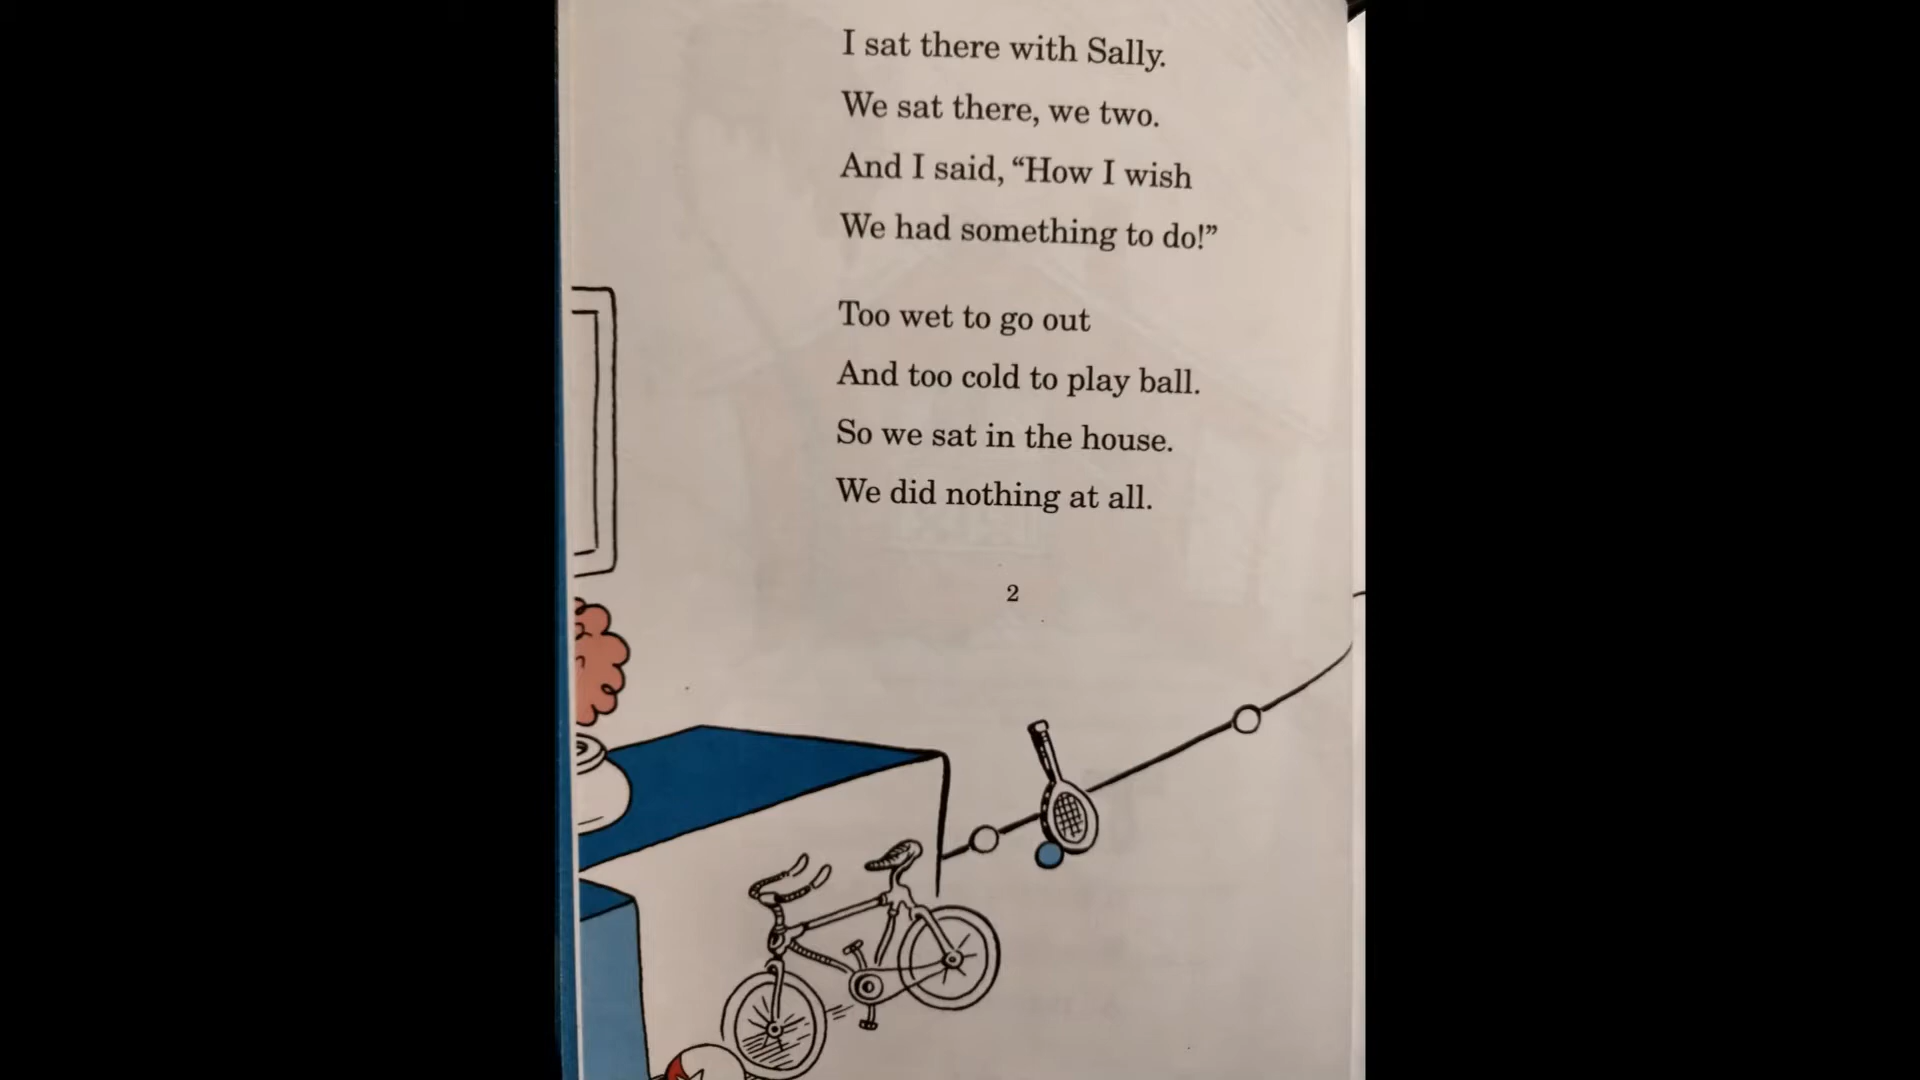 I sat there with Sally.
We sat there, we two.
And I said, “How I wish
We had something to do!”
Too wet to go out
And too cold to play ball.
So we sat in the house.
We did nothing at all.
2